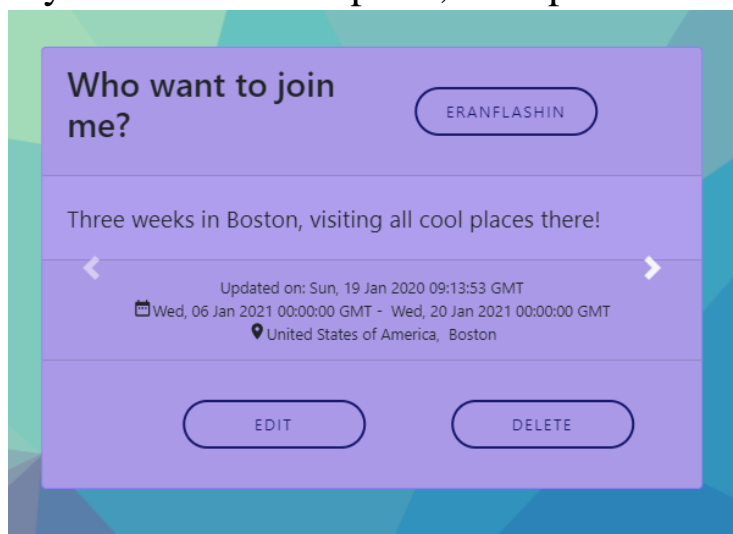 Who want to join
me?
ERANFLASHIN
Three weeks in Boston, visiting all cool places there!
Updated on: Sun, 19 Jan 2020 09:13:53 GMT
Wed, 06 Jan 2021 00:00:00 GMT - Wed, 20 Jan 2021 00:00:00 GMT
United States of America, Boston
EDIT
DELETE